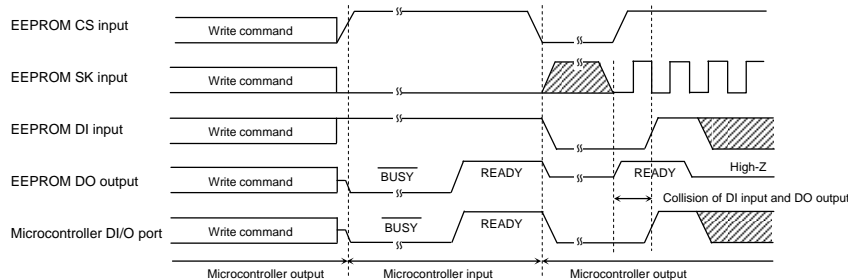 EEPROM CS input
Write command
EEPROM SK input
Write command
EEPROM DI input
Write command
EEPROM DO output
Write command
BUSY
READY
READY
High-Z
Collision of DI input and DO output
Microcontroller DI/O port
Write command
BUSY
READY
Microcontroller output
Microcontroller input
Microcontroller output